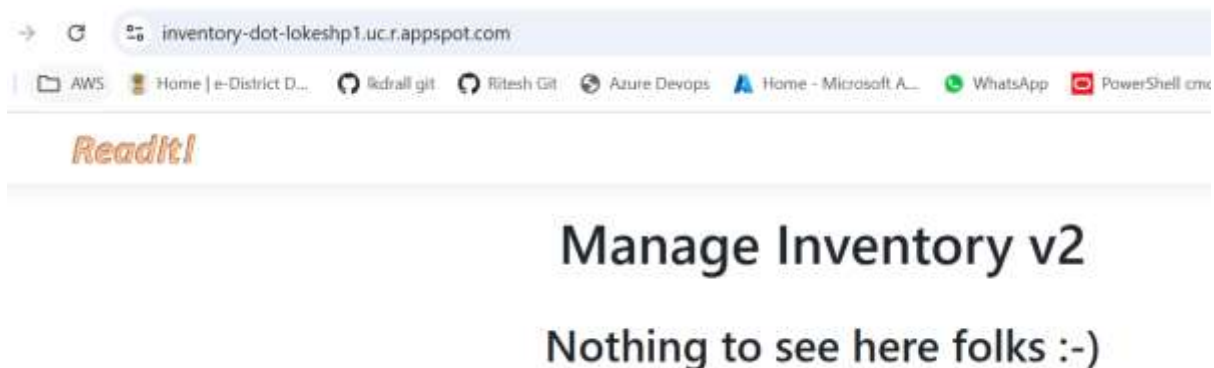 inventory-dot-lokeshp1.uc.r.appspot.com
AWS Home | e-District D... lkdrall git Ritesh Git Azure Devops Home - Microsoft A... WhatsApp PowerShell cmd
ReadIt!
Manage Inventory v2
Nothing to see here folks :-)